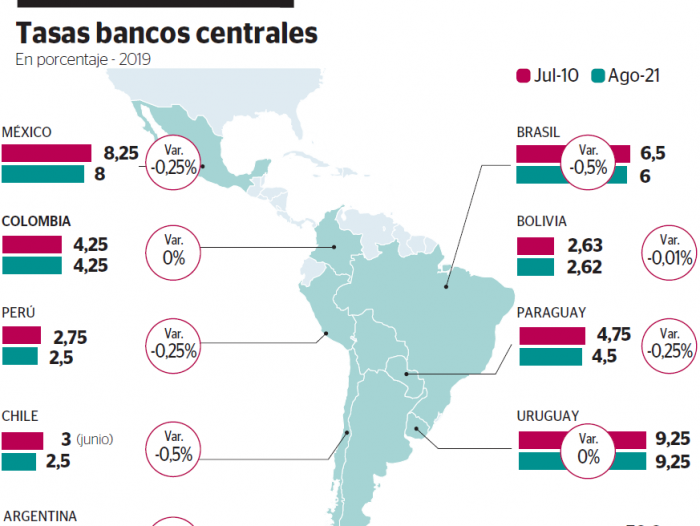 Tasas bancos centrales
En porcentaje - 2019
Jul-10
Ago-21
MÉXICO
8,25
8
Var.
-0,25%
COLOMBIA
4,25
4,25
Var.
0%
PERÚ
2,75
2,5
Var.
-0,25%
CHILE
3 (junio)
2,5
Var.
-0,5%
ARGENTINA
BRASIL
6,5
6
Var.
-0,5%
BOLIVIA
2,63
2,62
Var.
-0,01%
PARAGUAY
4,75
4,5
Var.
-0,25%
URUGUAY
9,25
9,25
Var.
0%